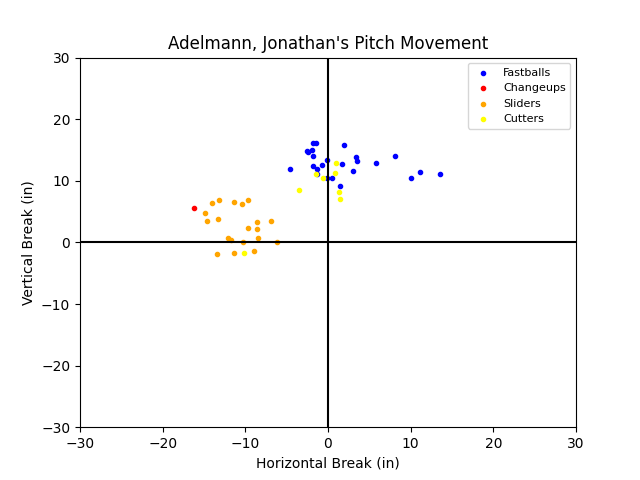 Adelmann, Jonathan's Pitch Movement
Fastballs
Changeups
Sliders
Cutters
Vertical Break (in)
30
20
10
0
−10
−20
−30
−30
−20
−10
0
10
20
30
Horizontal Break (in)